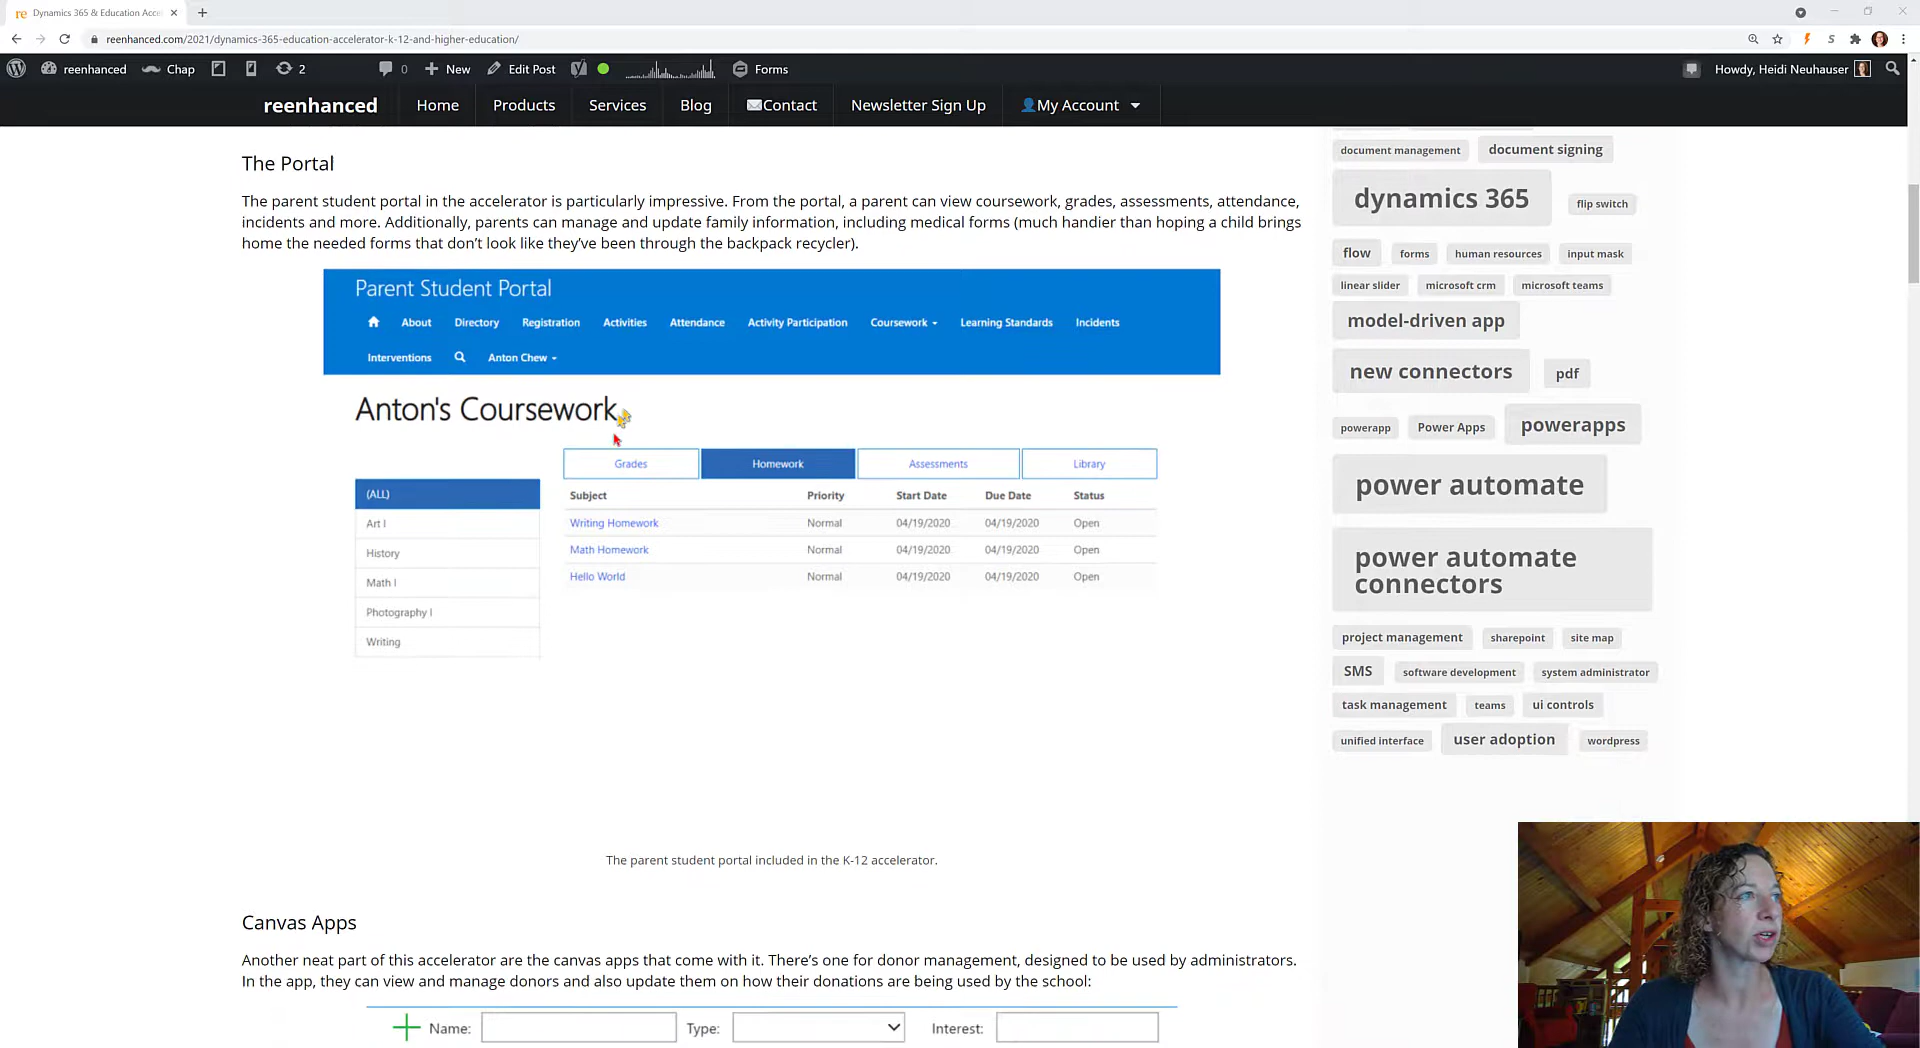 re Dynamics 365 & Education Acce
reenhanced.com/2021/dynamics-365-education-accelerator-k-12-and-higher-education/
reenhanced Chap 2 0 New Edit Post Forms Howdy, Heidi Neuhauser
reenhanced Home Products Services Blog Contact Newsletter Sign Up My Account
The Portal
The parent student portal in the accelerator is particularly impressive. From the portal, a parent can view coursework, grades, assessments, attendance,
incidents and more. Additionally, parents can manage and update family information, including medical forms (much handier than hoping a child brings
home the needed forms that don't look like they've been through the backpack recycler).
Parent Student Portal
About Directory Registration Activities Attendance Activity Participation Coursework Learning Standards Incidents
Interventions Anton Chew
Anton's Coursework
Grades Homework Assessments Library
(ALL)
Art I
History
Math I
Photography I
Writing
Subject Priority Start Date Due Date Status
Writing Homework Normal 04/19/2020 04/19/2020 Open
Math Homework Normal 04/19/2020 04/19/2020 Open
Hello World Normal 04/19/2020 04/19/2020 Open
The parent student portal included in the K-12 accelerator.
Canvas Apps
Another neat part of this accelerator are the canvas apps that come with it. There's one for donor management, designed to be used by administrators.
In the app, they can view and manage donors and also update them on how their donations are being used by the school:
Name: Type: Interest:
document management document signing
dynamics 365 flip switch
flow forms human resources input mask
linear slider microsoft crm microsoft teams
model-driven app
new connectors pdf
powerapp Power Apps powerapps
power automate
power automate
connectors
project management sharepoint site map
SMS software development system administrator
task management teams ui controls
unified interface user adoption wordpress